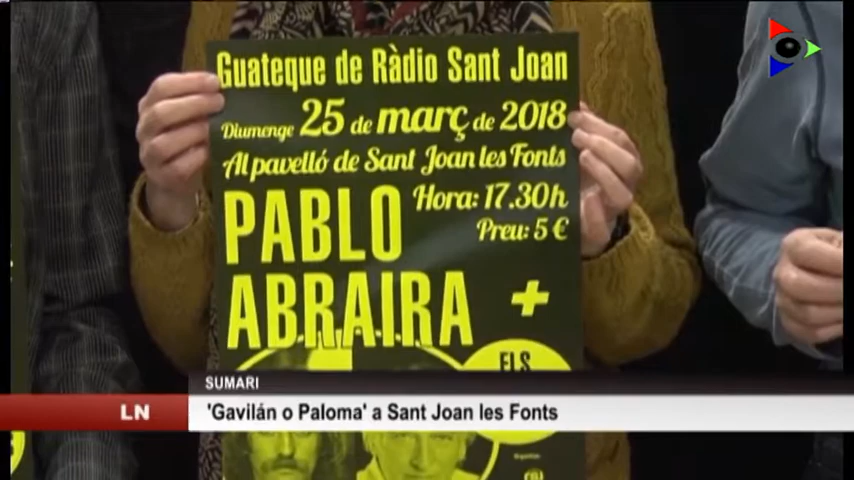 Guateque de Ràdio Sant Joan
Diumenge 25 de març de 2018
Al pavelló de Sant Joan les Fonts
Hora: 17.30h
Preu: 5 €
PABLO
ABRAIRA +
ELS
SUMARI
LN
'Gavilán o Paloma' a Sant Joan les Fonts